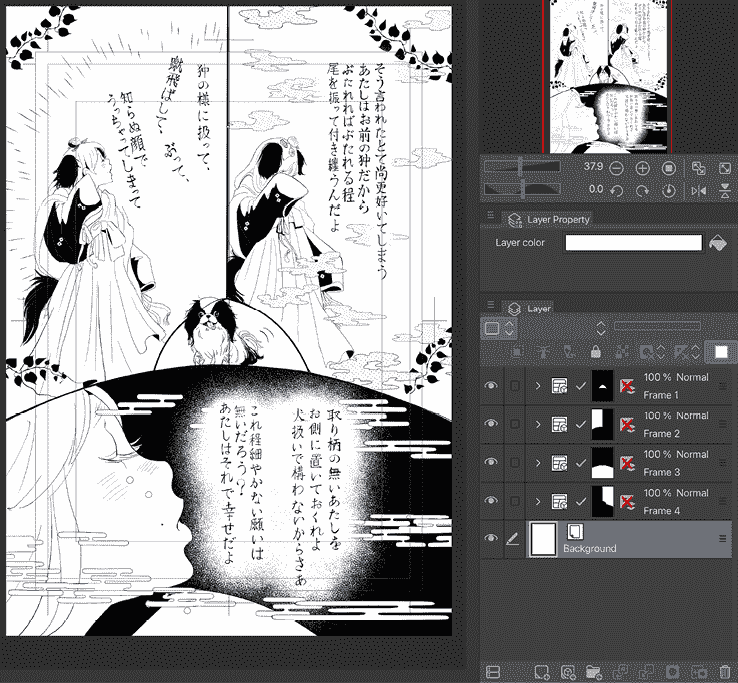 そう言われたとて尚更好いてしまう
あたしはお前の狆だから
ぶたれればぶたれる程
尾を振って付き纏うんだよ
狆の様に扱って、
ぶって、
蹴飛ばして、
知らぬ顔で
うっちゃってしまって
取り柄の無いあたしを
お側に置いておくれよ
犬扱いで構わないからさぁ
これ程細やかない願いは
無いだろう？
あたしはそれで幸せだよ
37.9
0.0
Layer Property
Layer color
Layer
100 % Normal
Frame 1
100 % Normal
Frame 2
100 % Normal
Frame 3
100 % Normal
Frame 4
Background